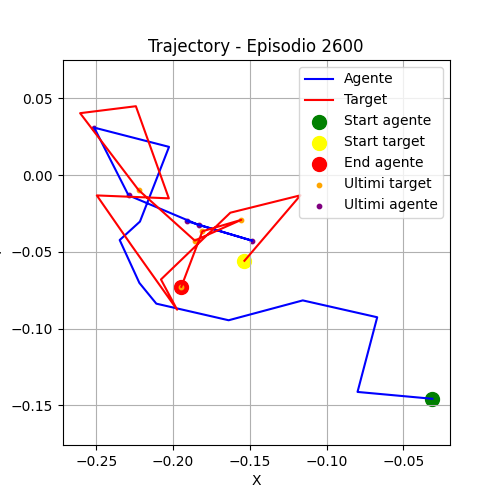 Trajectory - Episodio 2600
Agente
Target
Start agente
Start target
End agente
Ultimi target
Ultimi agente
0.05
0.00
−0.05
−0.10
−0.15
−0.25
−0.20
−0.15
−0.10
−0.05
X